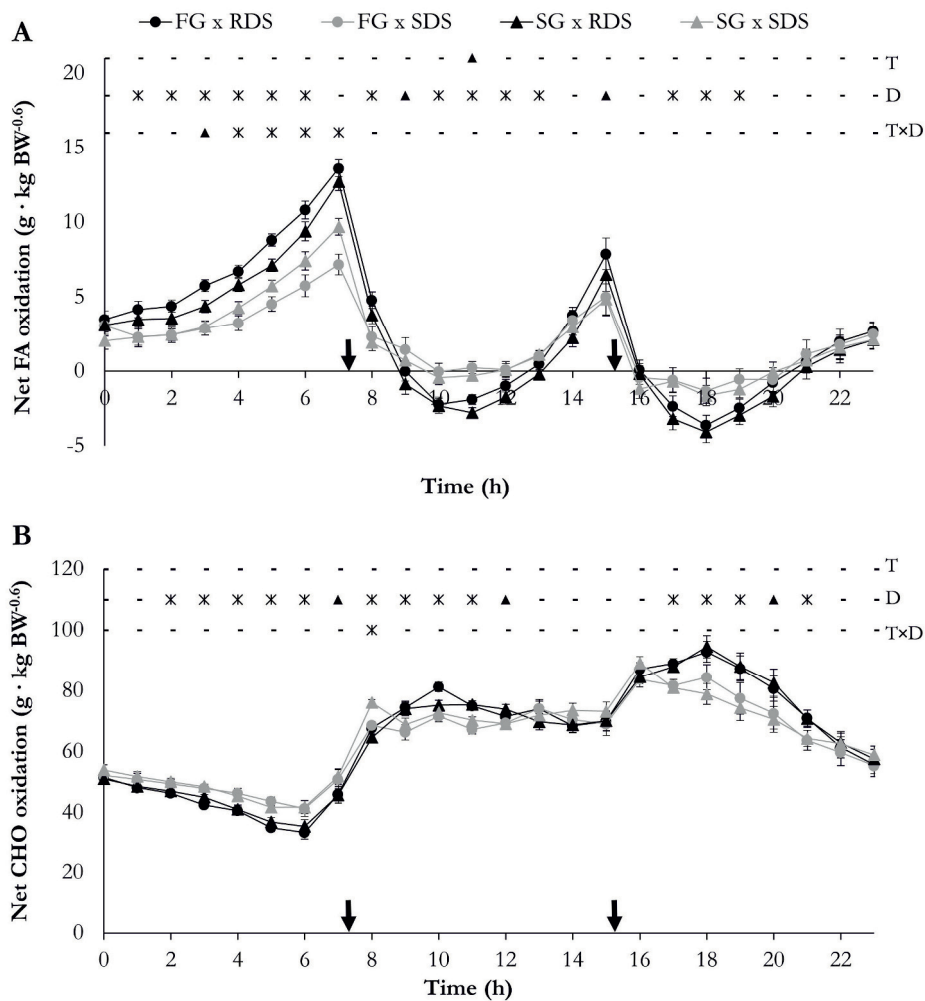 FG x RDS FG x SDS SG x RDS SG x SDS
A
20 T
D
15 T×D
10
5
0
-5
0 2 4 6 8 10 12 14 16 18 20 22
Net FA oxidation (g · kg BW-0.6)
Time (h)
B
120 T
D
100 T×D
80
60
40
20
0
0 2 4 6 8 10 12 14 16 18 20 22
Net CHO oxidation (g · kg BW-0.6)
Time (h)